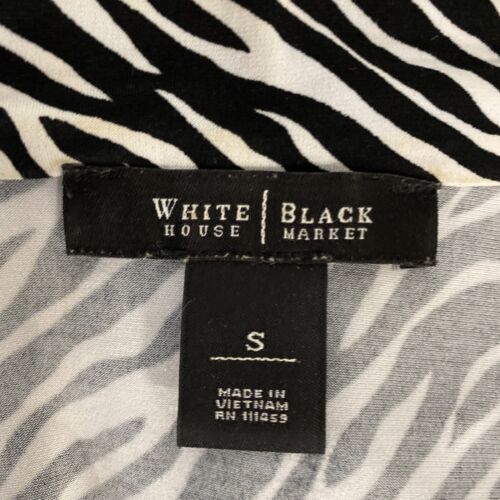 WHITE | BLACK
HOUSE | MARKET
S
MADE IN
VIETNAM
RN 111459